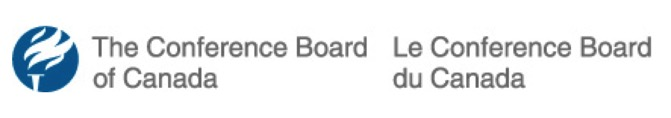 The Conference Board
of Canada
Le Conference Board
du Canada